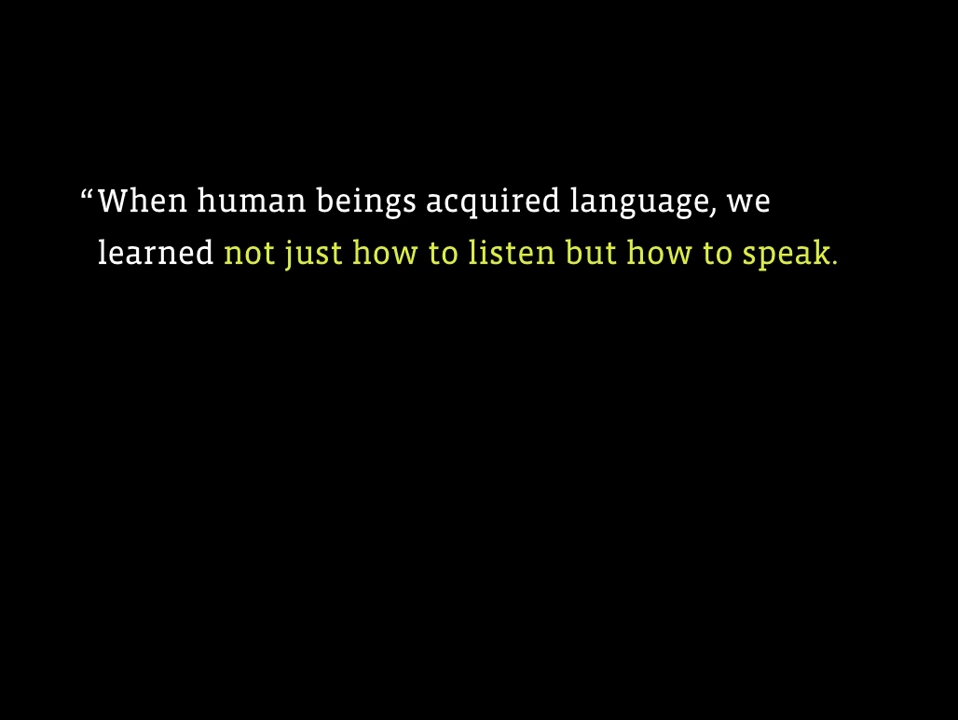 “When human beings acquired language, we
learned not just how to listen but how to speak.